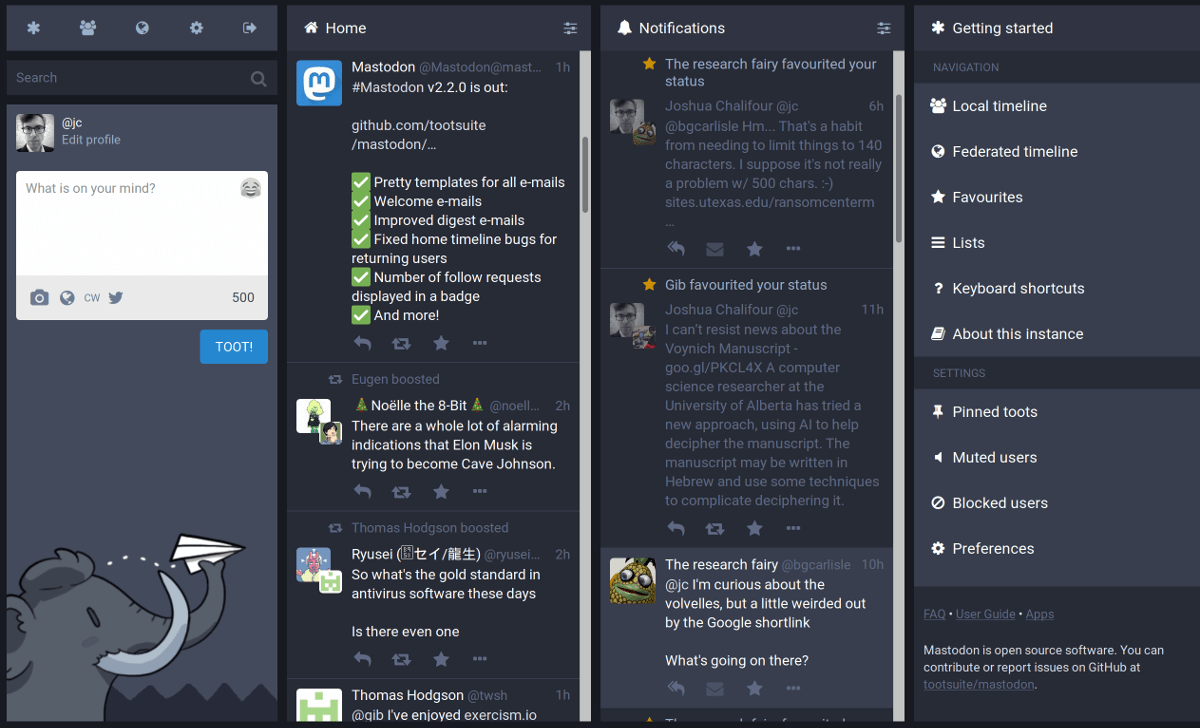 Search
@jc
Edit profile
What is on your mind?
CW
500
TOOT!
Home
Mastodon @Mastodon@mast... 1h
#Mastodon v2.2.0 is out:
github.com/tootsuite
/mastodon/...
✅ Pretty templates for all e-mails
✅ Welcome e-mails
✅ Improved digest e-mails
✅ Fixed home timeline bugs for
returning users
✅ Number of follow requests
displayed in a badge
✅ And more!
Eugen boosted
🎄 Noëlle the 8-Bit 🎄 @noell... 2h
There are a whole lot of alarming
indications that Elon Musk is
trying to become Cave Johnson.
Thomas Hodgson boosted
Ryusei (セイ/龍生) @ryusei... 2h
So what's the gold standard in
antivirus software these days
Is there even one
Thomas Hodgson @twsh 1h
@gib I've enjoyed exercism.io
Notifications
The research fairy favourited your
status
Joshua Chalifour @jc 6h
@bgcarlisle Hm... That's a habit
from needing to limit things to 140
characters. I suppose it's not really
a problem w/ 500 chars. :-)
sites.utexas.edu/ransomcenterm
...
Gib favourited your status
Joshua Chalifour @jc 11h
I can't resist news about the
Voynich Manuscript -
goo.gl/PKCL4X A computer
science researcher at the
University of Alberta has tried a
new approach, using AI to help
decipher the manuscript. The
manuscript may be written in
Hebrew and use some techniques
to complicate deciphering it.
The research fairy @bgcarlisle 10h
@jc I'm curious about the
volvelles, but a little weirded out
by the Google shortlink
What's going on there?
The research fairy favourited your
Getting started
NAVIGATION
Local timeline
Federated timeline
Favourites
Lists
? Keyboard shortcuts
About this instance
SETTINGS
Pinned toots
Muted users
Blocked users
Preferences
FAQ • User Guide • Apps
Mastodon is open source software. You can
contribute or report issues on GitHub at
tootsuite/mastodon.